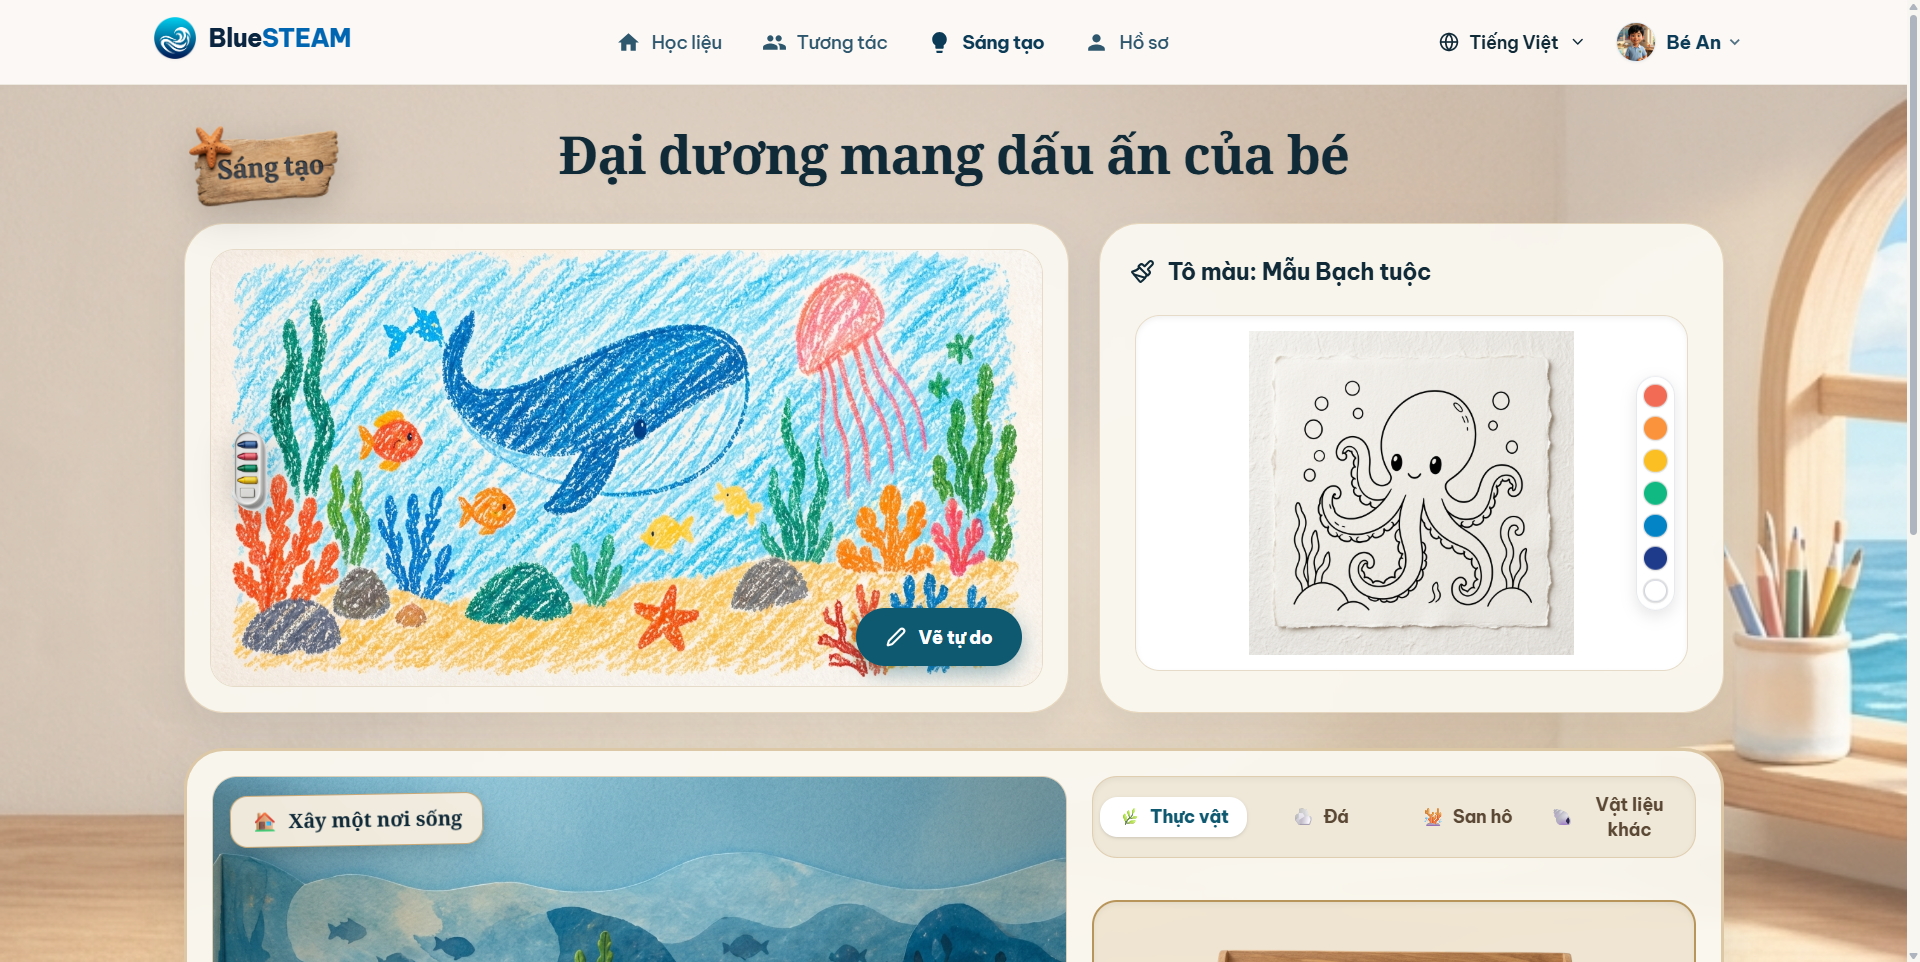 BlueSTEAM
Học liệu
Tương tác
Sáng tạo
Hồ sơ
Tiếng Việt
Bé An
Sáng tạo
Đại dương mang dấu ấn của bé
Vẽ tự do
Tô màu: Mẫu Bạch tuộc
Xây một nơi sống
Thực vật
Đá
San hô
Vật liệu
khác